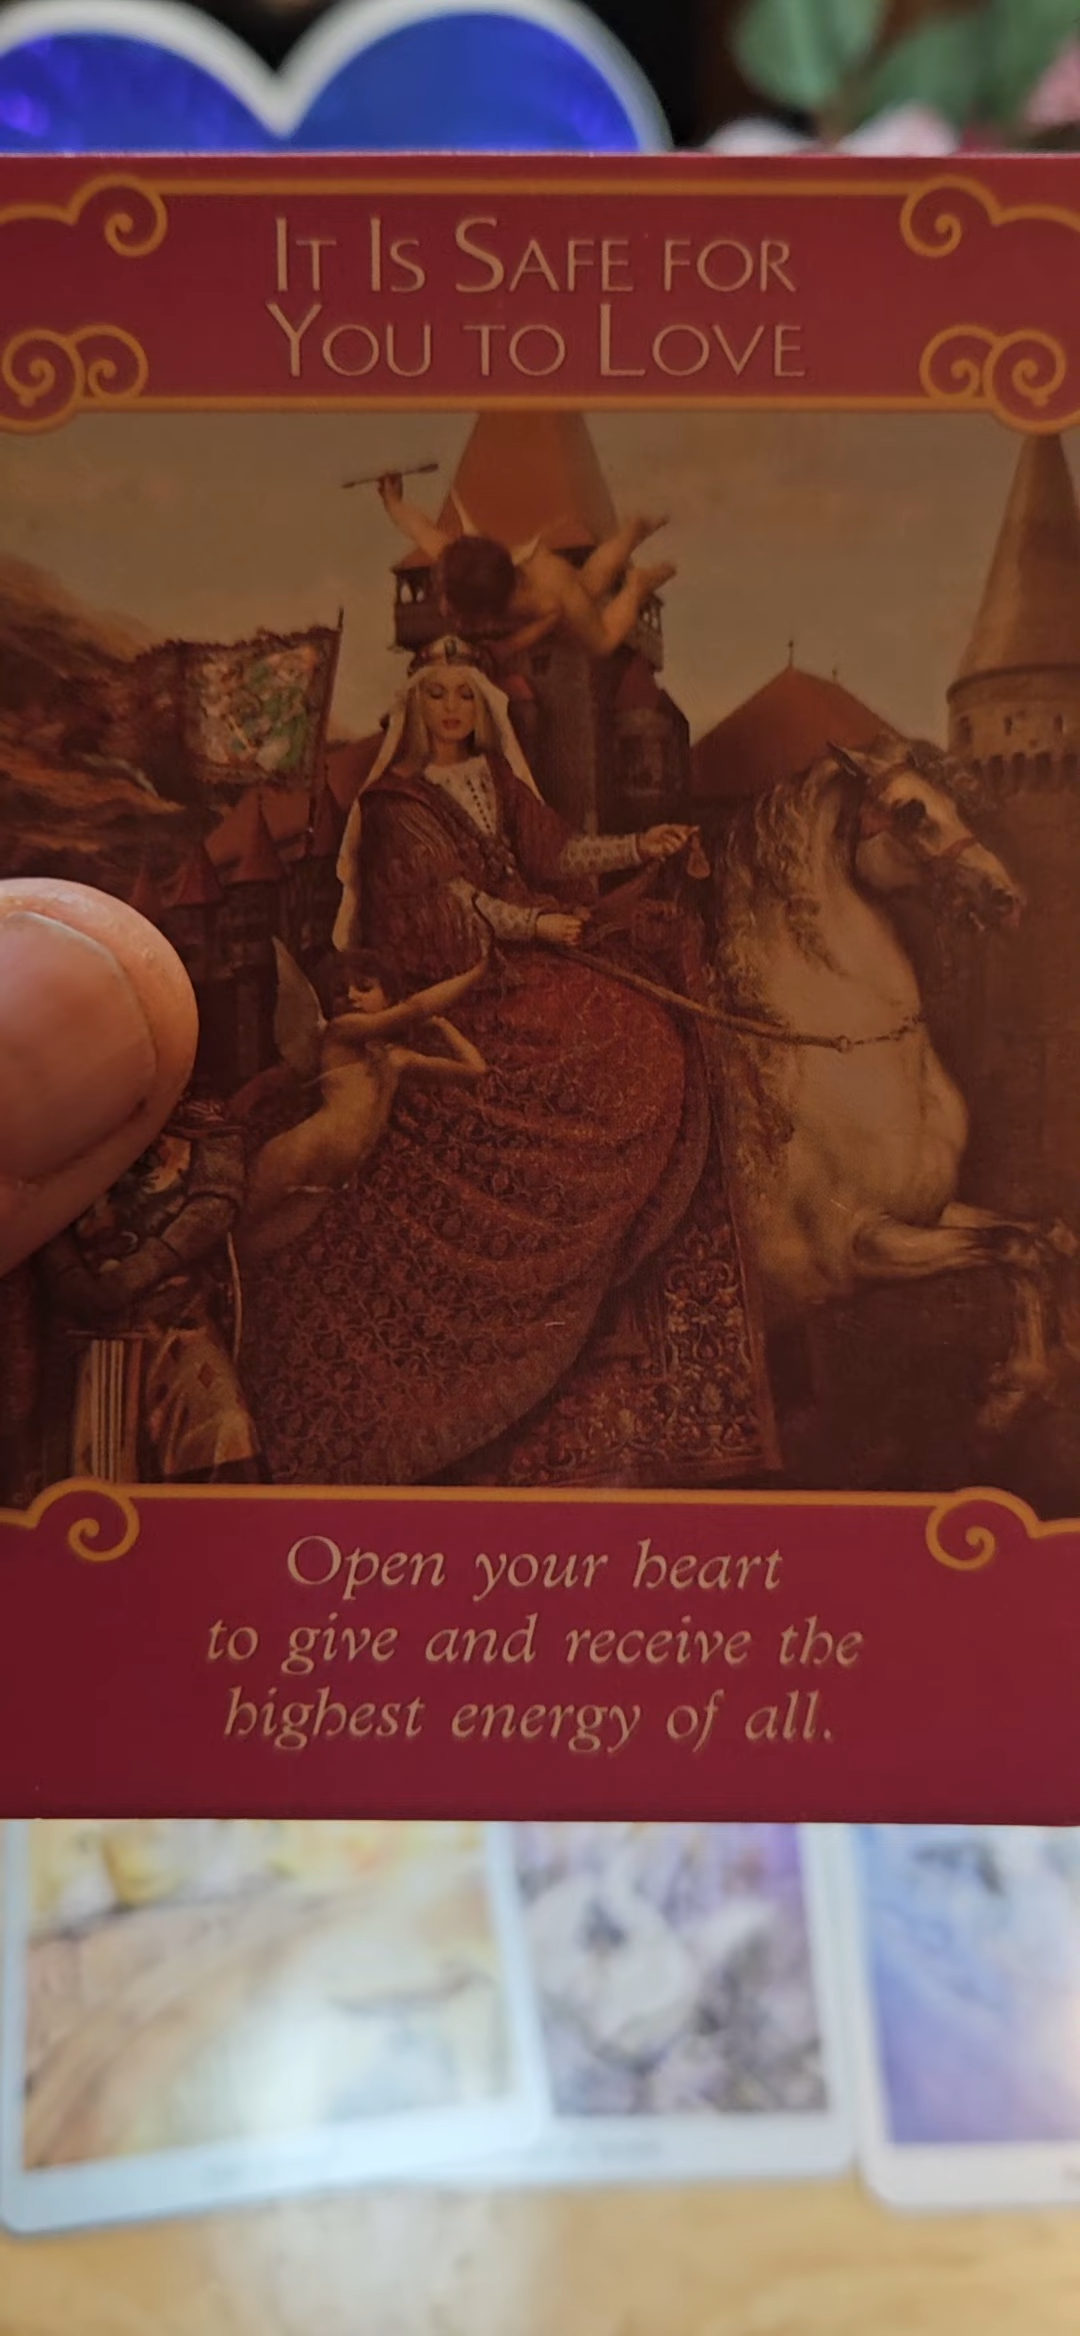 It Is Safe for
You to Love
Open your heart
to give and receive the
highest energy of all.